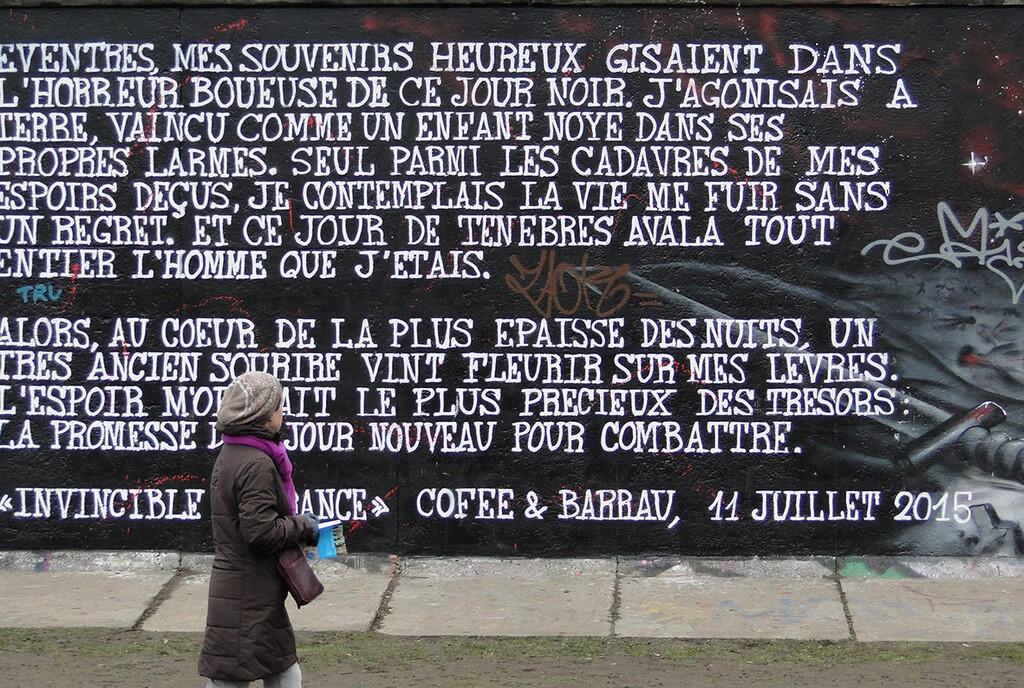 EVENTRES, MES SOUVENIRS HEUREUX GISAIENT DANS
L'HORREUR BOUEUSE DE CE JOUR NOIR. J'AGONISAIS A
TERRE, VAINCU COMME UN ENFANT NOYE DANS SES
PROPRES LARMES. SEUL PARMI LES CADAVRES DE MES
ESPOIRS DEÇUS, JE CONTEMPLAIS LA VIE ME FUIR SANS
UN REGRET. ET CE JOUR DE TENEBRES AVALA TOUT
ENTIER L'HOMME QUE J'ETAIS.
TRU
ALORS, AU COEUR DE LA PLUS EPAISSE DES NUITS, UN
TRES ANCIEN SOURIRE VINT FLEURIR SUR MES LEVRES.
L'ESPOIR LE PLUS PRECIEUX DES TRESORS:
LA PROMESSE JOUR NOUVEAU POUR COMBATTRE.
«INVINCIBLE RANCE» COFEE & BARRAU, 11 JUILLET 2015